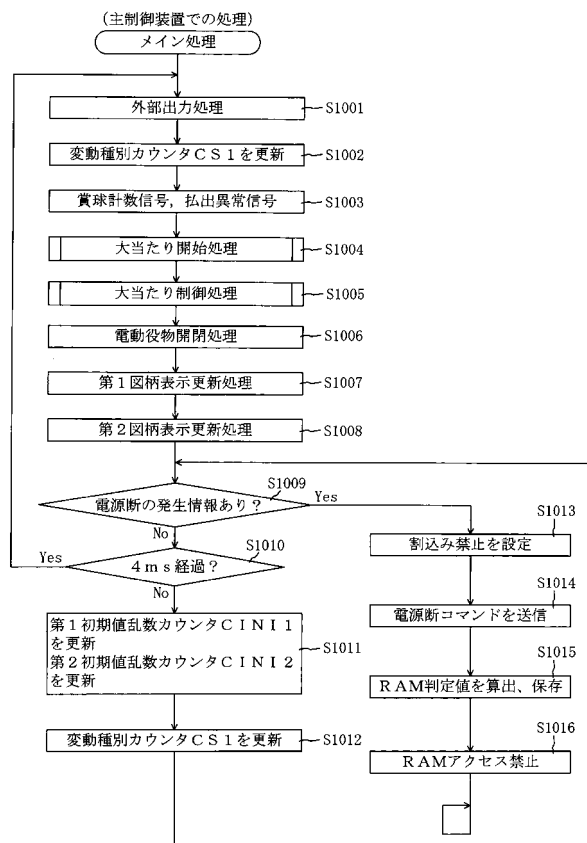 (主制御装置での処理)
メイン処理
外部出力処理
S1001
変動種別カウンタCS1を更新
S1002
賞球計数信号,払出異常信号
S1003
大当たり開始処理
S1004
大当たり制御処理
S1005
電動役物開閉処理
S1006
第1図柄表示更新処理
S1007
第2図柄表示更新処理
S1008
S1009
電源断の発生情報あり?
Yes
No
S1010
Yes
4ms経過?
No
第1初期値乱数カウンタCINI1
を更新
第2初期値乱数カウンタCINI2
を更新
S1011
変動種別カウンタCS1を更新
S1012
S1013
割込み禁止を設定
S1014
電源断コマンドを送信
S1015
RAM判定値を算出、保存
S1016
RAMアクセス禁止